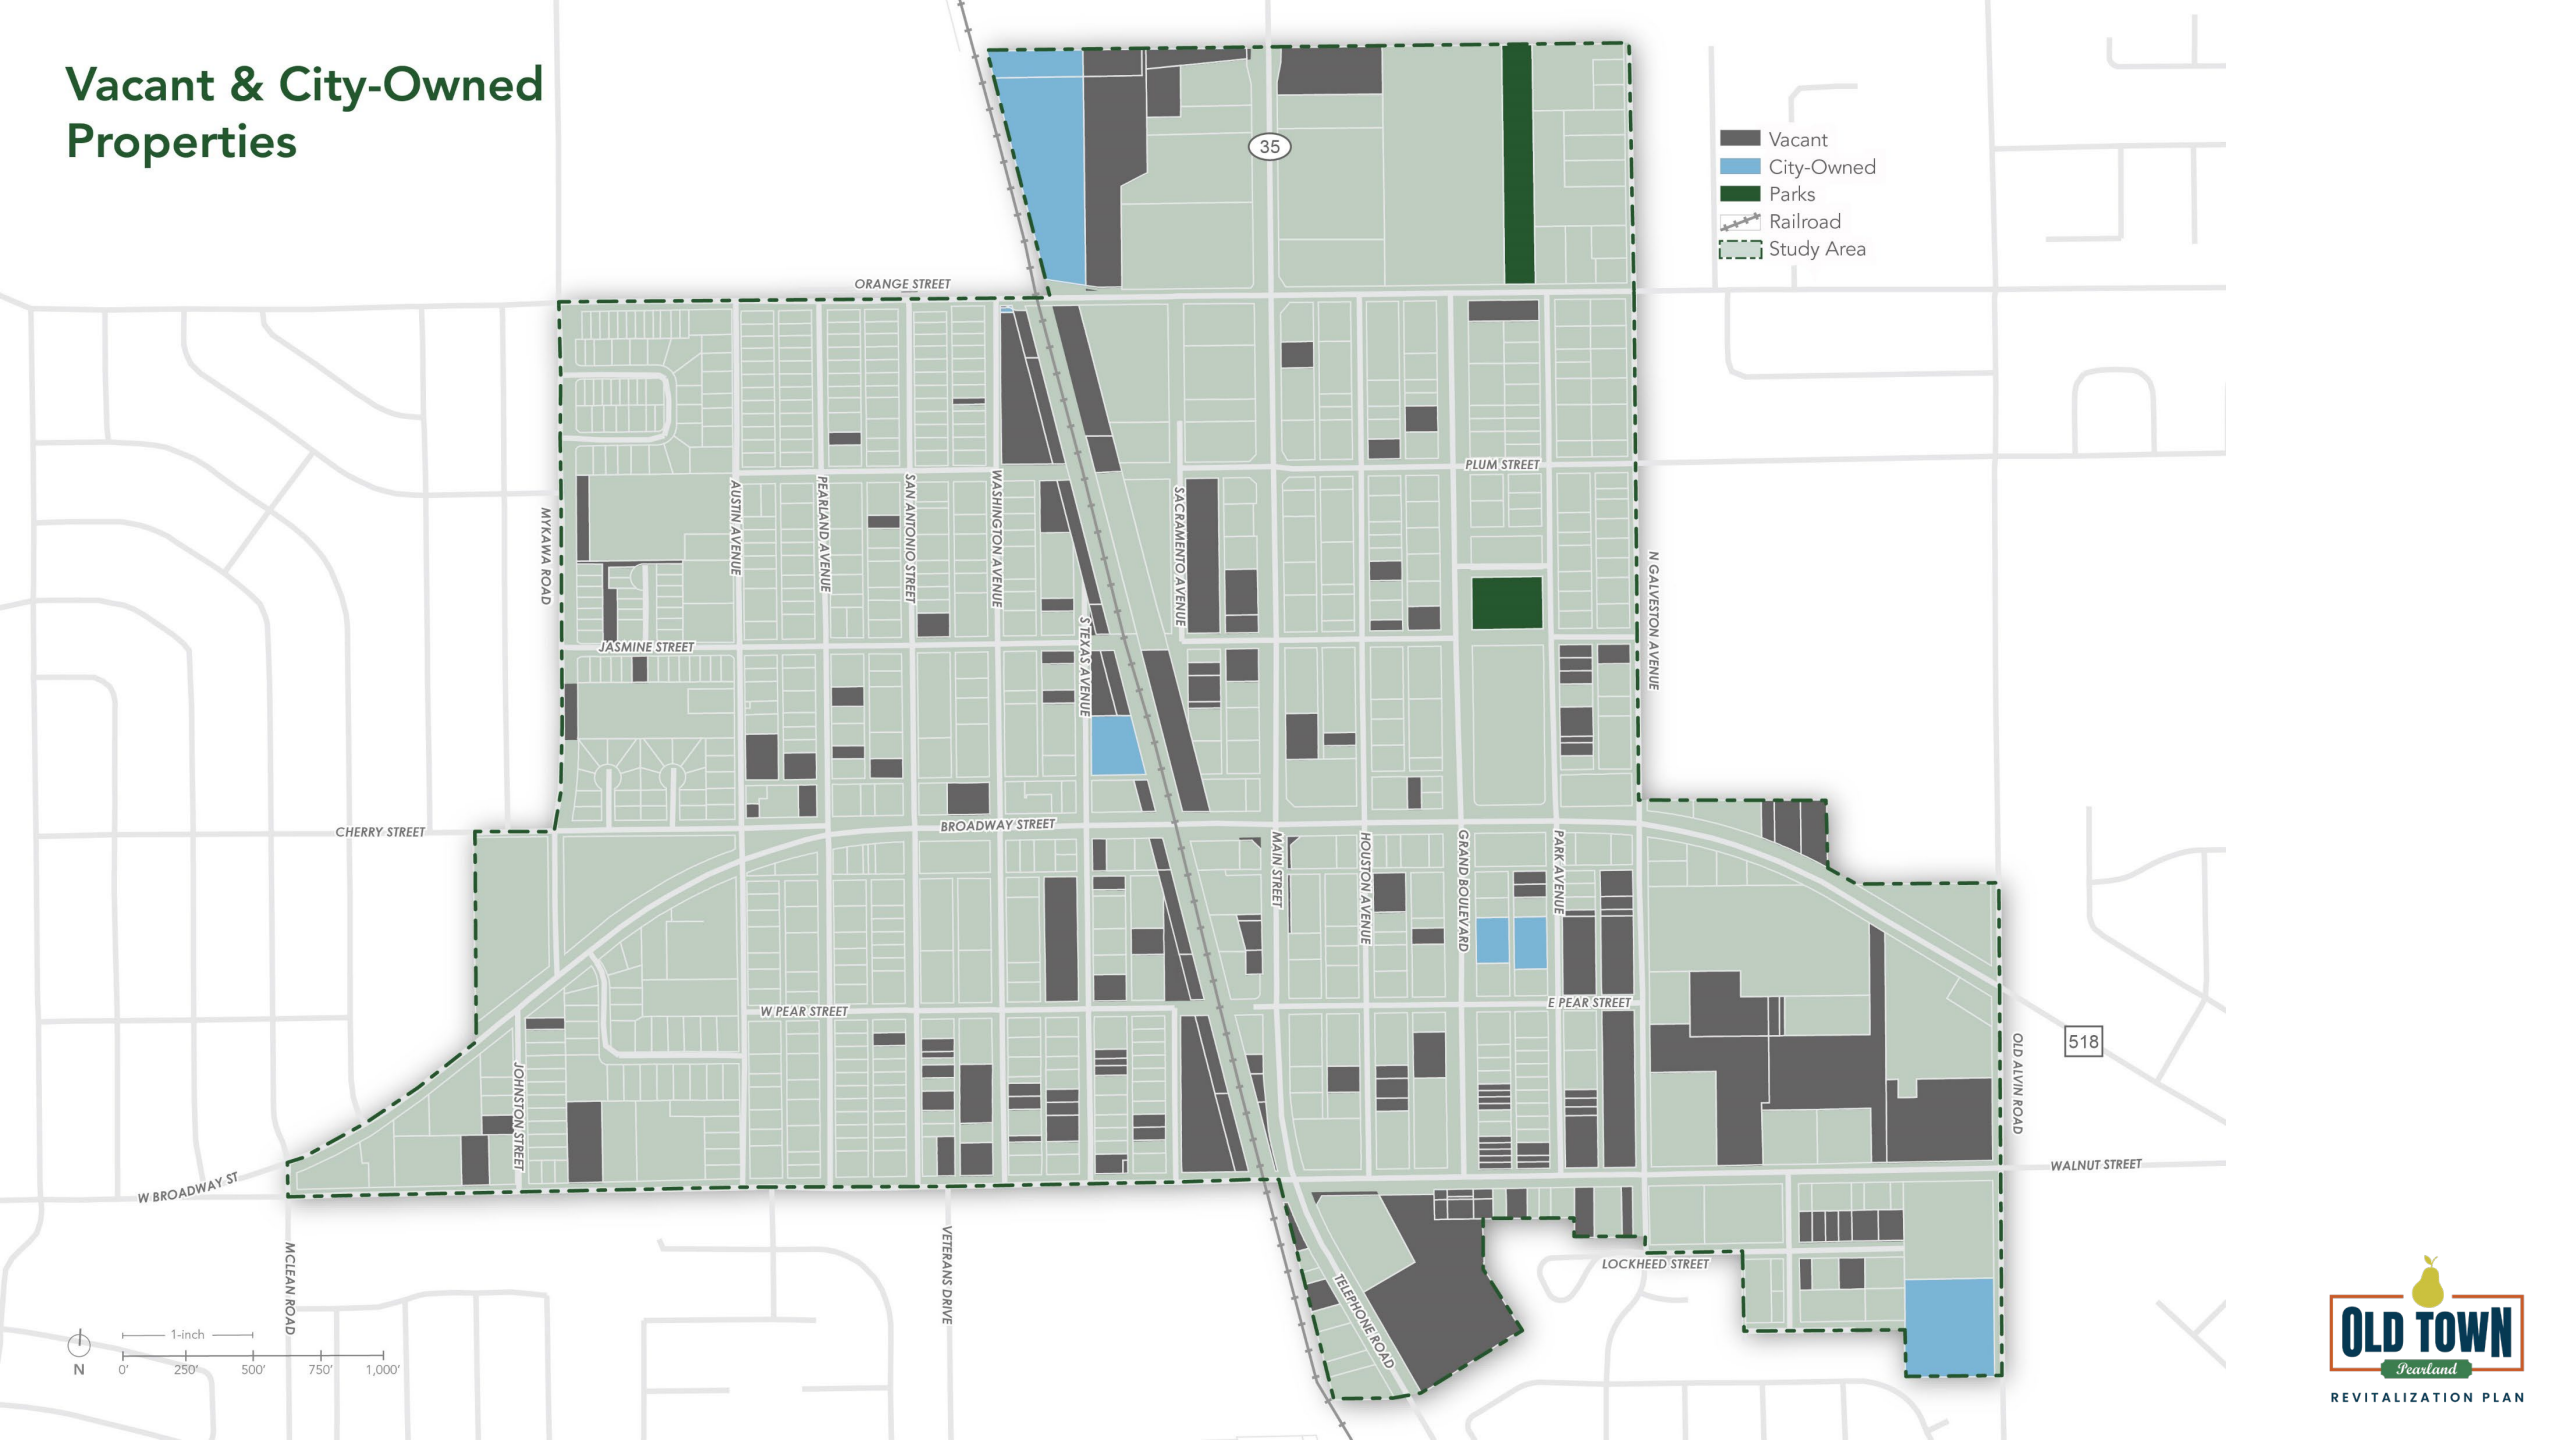 Vacant & City-Owned
Properties
35
Vacant
City-Owned
Parks
Railroad
Study Area
ORANGE STREET
PLUM STREET
MYKAWA ROAD
AUSTIN AVENUE
PEARLAND AVENUE
SAN ANTONIO STREET
WASHINGTON AVENUE
SACRAMENTO AVENUE
N GALVESTON AVENUE
S TEXAS AVENUE
JASMINE STREET
CHERRY STREET
BROADWAY STREET
MAIN STREET
HOUSTON AVENUE
GRAND BOULEVARD
PARK AVENUE
W PEAR STREET
E PEAR STREET
518
OLD ALVIN ROAD
JOHNSTON STREET
W BROADWAY ST
WALNUT STREET
MCLEAN ROAD
VETERANS DRIVE
TELEPHONE ROAD
LOCKHEED STREET
N
1-inch
0' 250' 500' 750' 1,000'
OLD TOWN
Pearland
REVITALIZATION PLAN